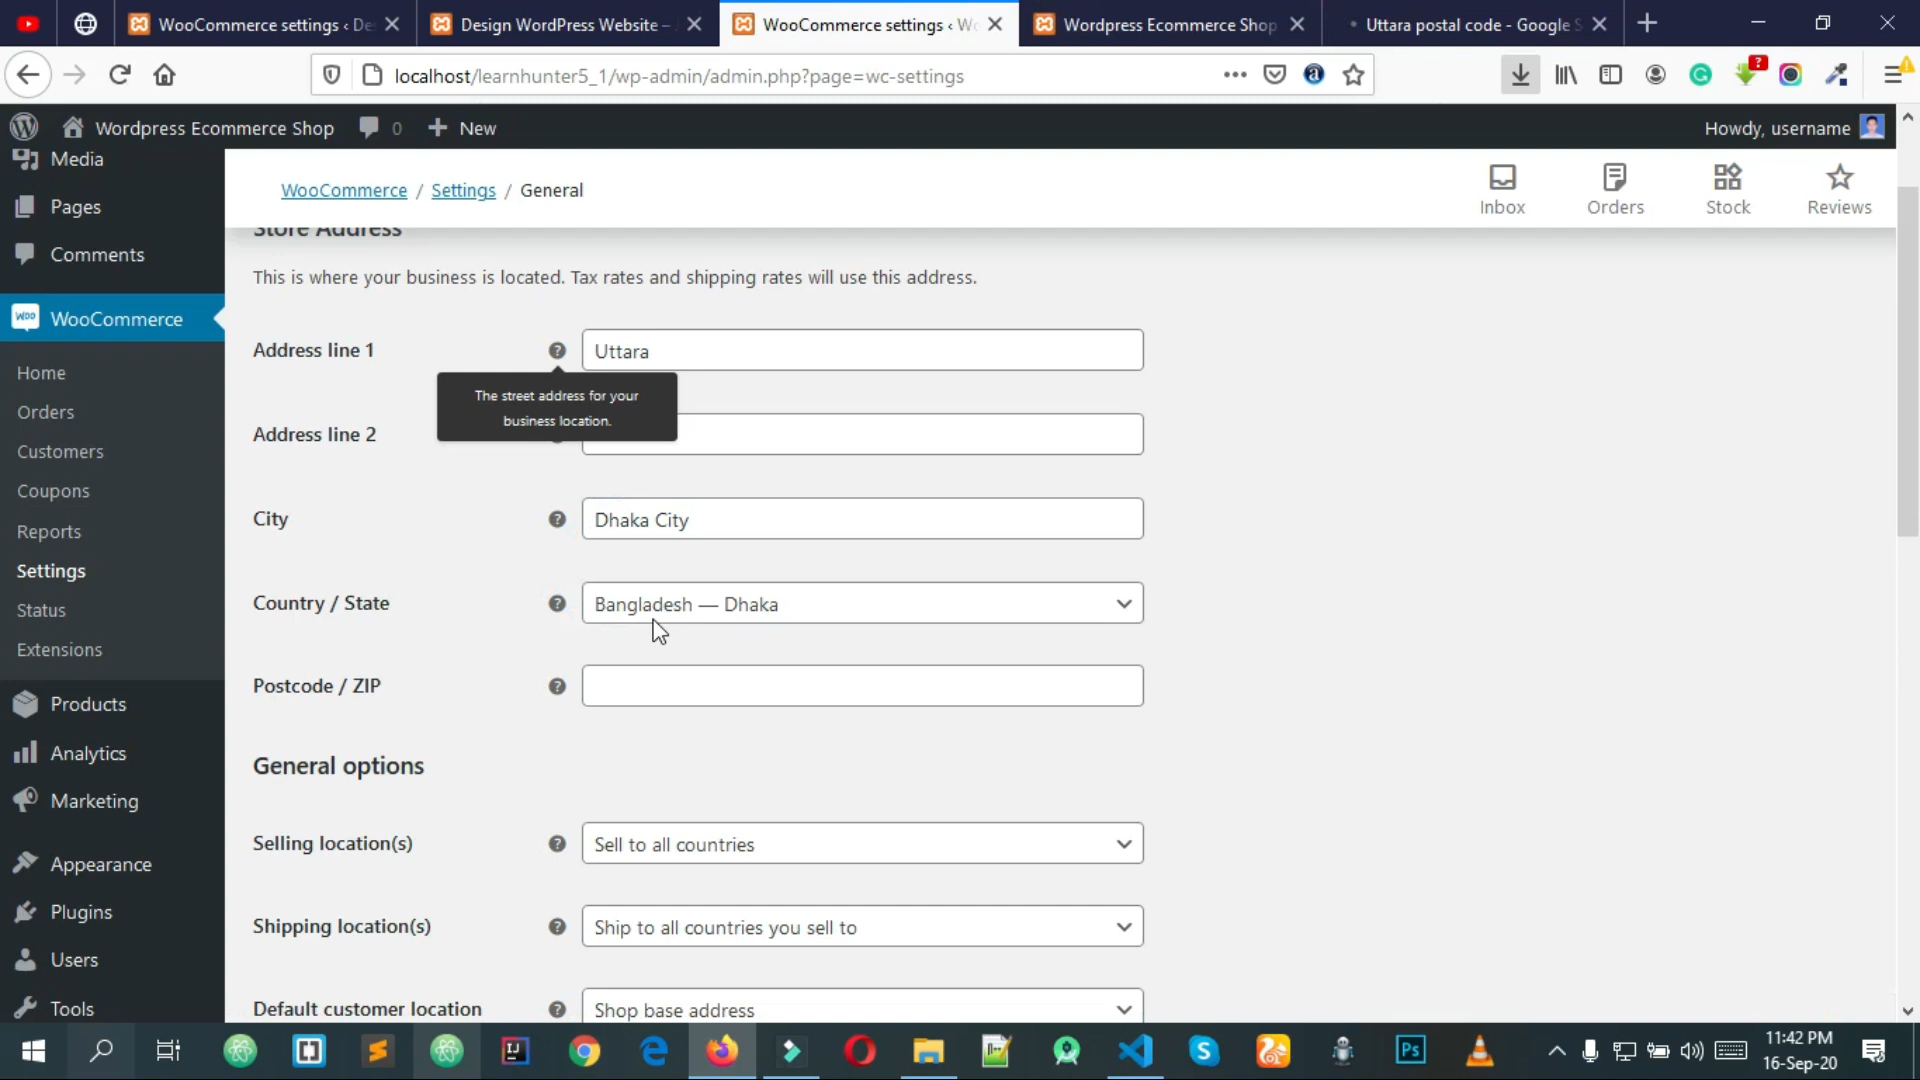 WooCommerce settings ‹ De
Design WordPress Website –
WooCommerce settings ‹ Wo
Wordpress Ecommerce Shop
Uttara postal code - Google S
localhost/learnhunter5_1/wp-admin/admin.php?page=wc-settings
Wordpress Ecommerce Shop
0
New
Howdy, username
Media
Pages
Comments
WooCommerce
Home
Orders
Customers
Coupons
Reports
Settings
Status
Extensions
Products
Analytics
Marketing
Appearance
Plugins
Users
Tools
WooCommerce / Settings / General
Inbox
Orders
Stock
Reviews
Store Address
This is where your business is located. Tax rates and shipping rates will use this address.
Address line 1
Uttara
The street address for your
business location.
Address line 2
City
Dhaka City
Country / State
Bangladesh — Dhaka
Postcode / ZIP
General options
Selling location(s)
Sell to all countries
Shipping location(s)
Ship to all countries you sell to
Default customer location
Shop base address
11:42 PM
16-Sep-20